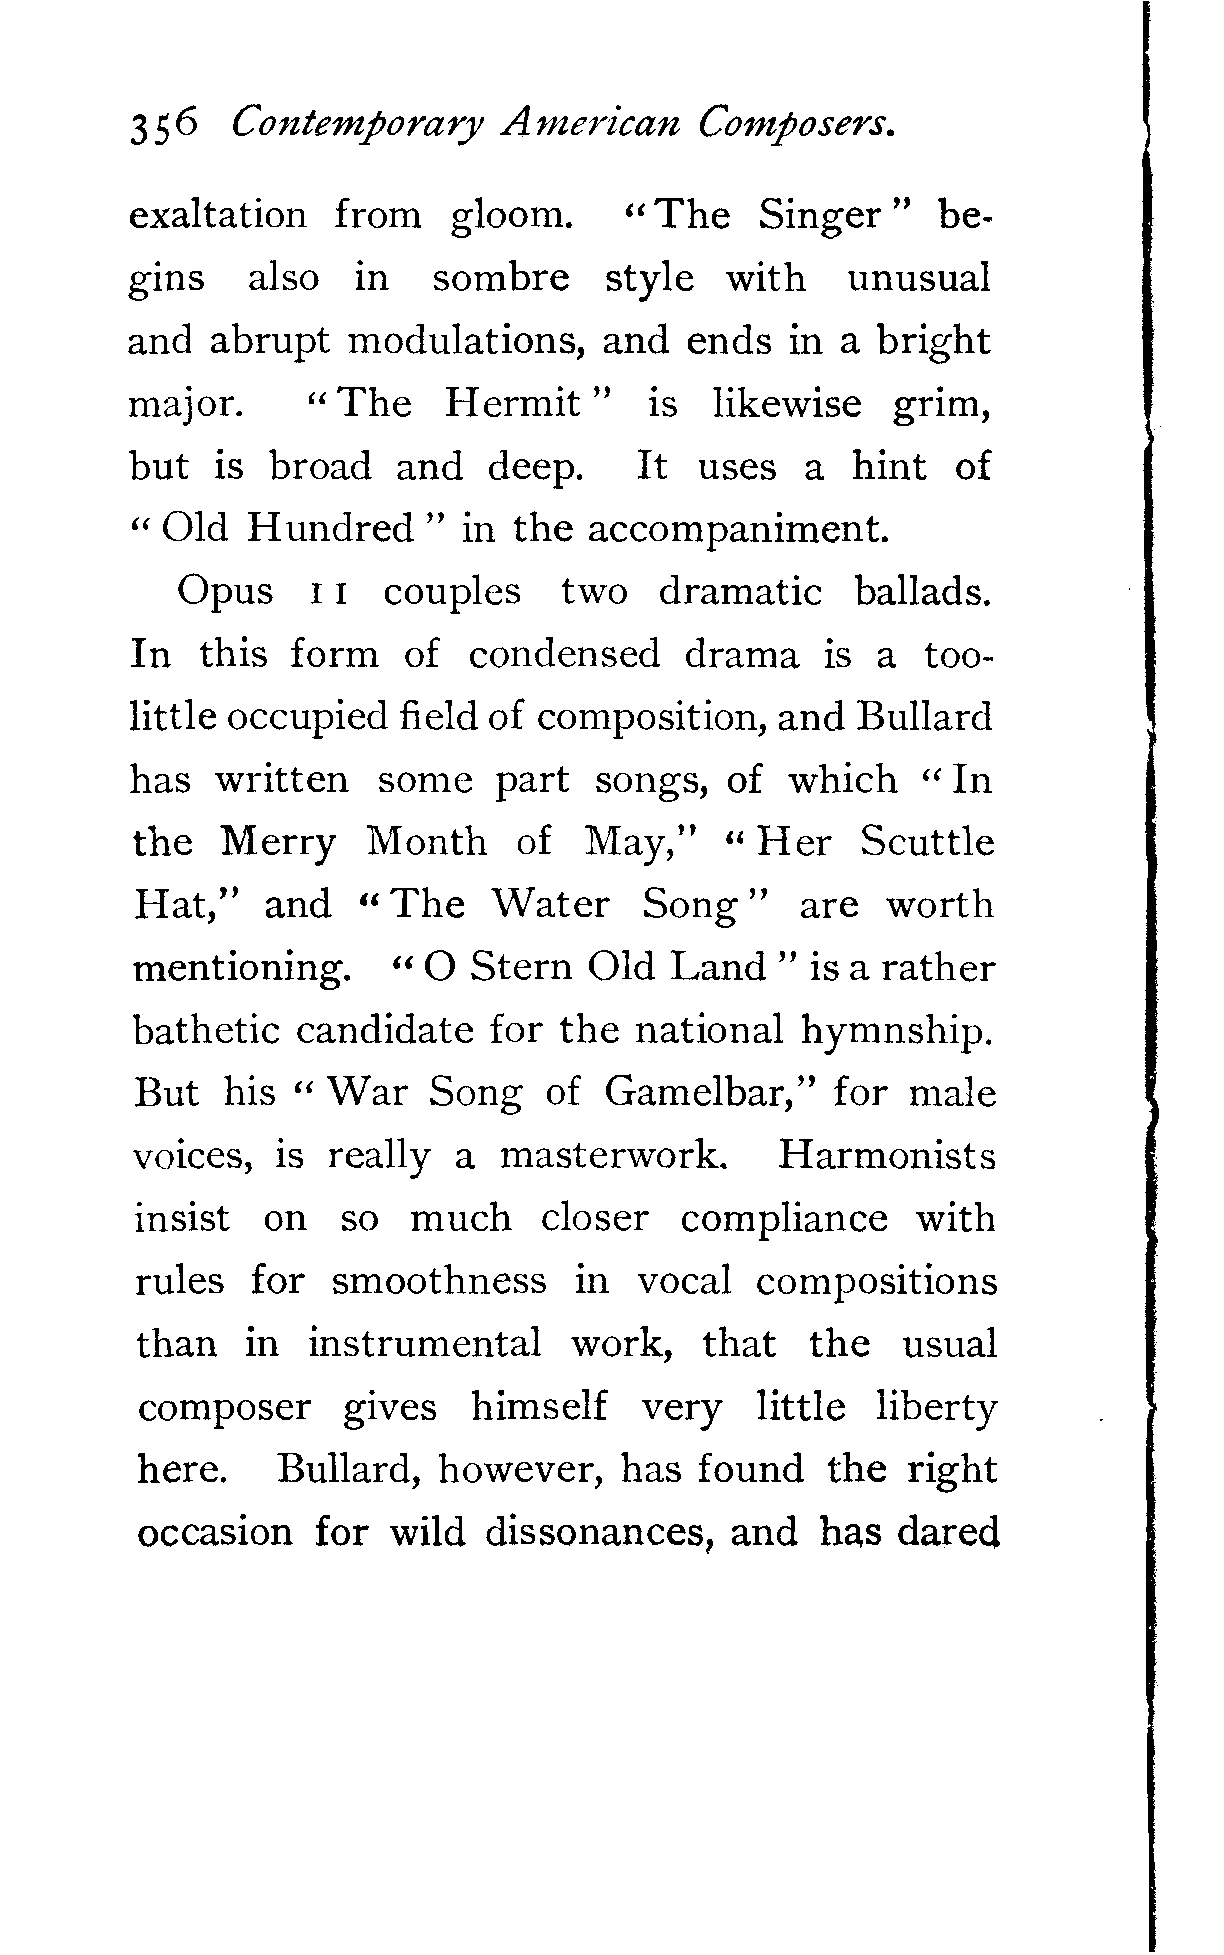 356 Contemporary American Composers.
exaltation from gloom. "The Singer" be-
gins also in sombre style with unusual
and abrupt modulations, and ends in a bright
major. "The Hermit" is likewise grim,
but is broad and deep. It uses a hint of
"Old Hundred" in the accompaniment.
Opus 11 couples two dramatic ballads.
In this form of condensed drama is a too-
little occupied field of composition, and Bullard
has written some part songs, of which "In
the Merry Month of May," "Her Scuttle
Hat," and "The Water Song" are worth
mentioning. "O Stern Old Land" is a rather
bathetic candidate for the national hymnship.
But his "War Song of Gamelbar," for male
voices, is really a masterwork. Harmonists
insist on so much closer compliance with
rules for smoothness in vocal compositions
than in instrumental work, that the usual
composer gives himself very little liberty
here. Bullard, however, has found the right
occasion for wild dissonances, and has dared